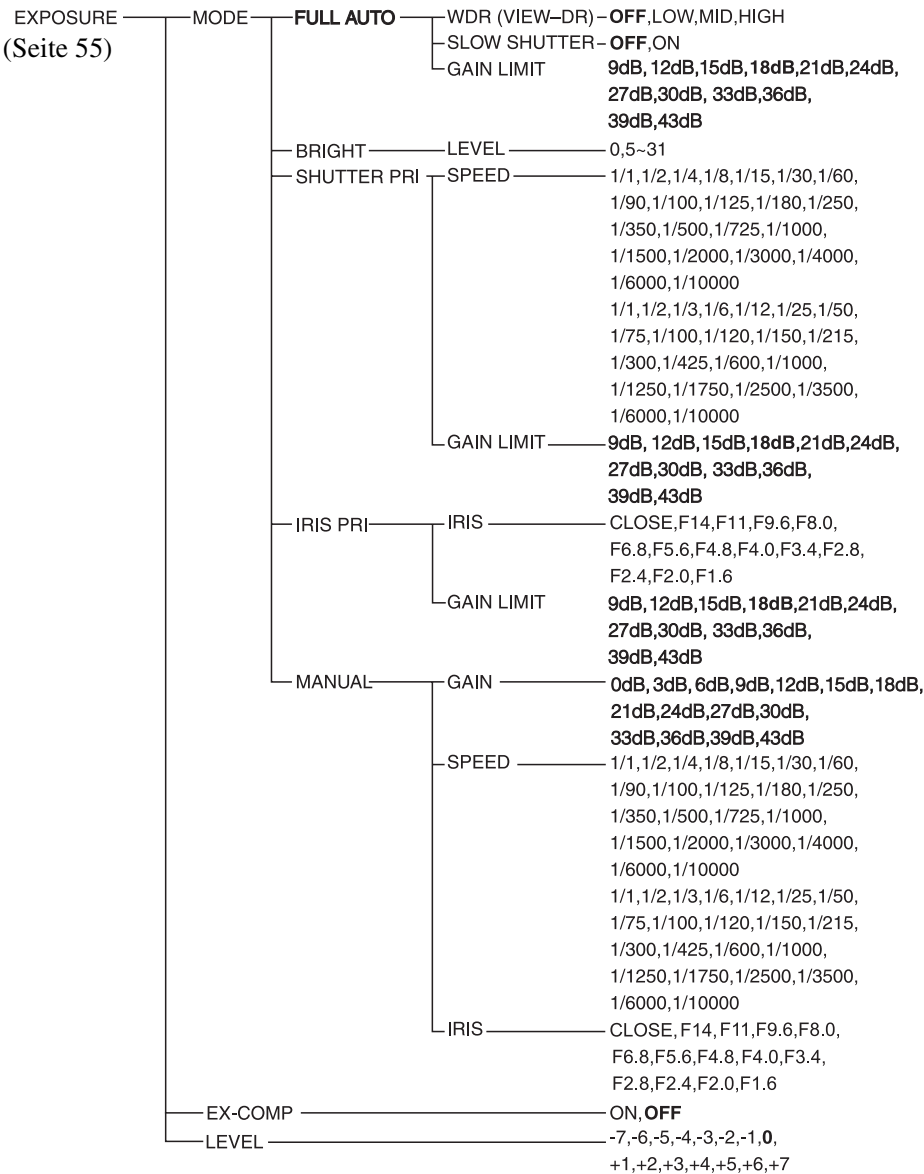 EXPOSURE MODE FULL AUTO WDR (VIEW–DR) OFF,LOW,MID,HIGH
(Seite 55) SLOW SHUTTER OFF,ON
GAIN LIMIT 9dB, 12dB,15dB,18dB,21dB,24dB,
27dB,30dB, 33dB,36dB,
39dB,43dB
BRIGHT LEVEL 0,5~31
SHUTTER PRI SPEED 1/1,1/2,1/4,1/8,1/15,1/30,1/60,
1/90,1/100,1/125,1/180,1/250,
1/350,1/500,1/725,1/1000,
1/1500,1/2000,1/3000,1/4000,
1/6000,1/10000
1/1,1/2,1/3,1/6,1/12,1/25,1/50,
1/75,1/100,1/120,1/150,1/215,
1/300,1/425,1/600,1/1000,
1/1250,1/1750,1/2500,1/3500,
1/6000,1/10000
GAIN LIMIT 9dB, 12dB,15dB,18dB,21dB,24dB,
27dB,30dB, 33dB,36dB,
39dB,43dB
IRIS PRI IRIS CLOSE,F14,F11,F9.6,F8.0,
F6.8,F5.6,F4.8,F4.0,F3.4,F2.8,
F2.4,F2.0,F1.6
GAIN LIMIT 9dB,12dB,15dB,18dB,21dB,24dB,
27dB,30dB, 33dB,36dB,
39dB,43dB
MANUAL GAIN 0dB, 3dB, 6dB,9dB,12dB,15dB,18dB,
21dB,24dB,27dB,30dB,
33dB,36dB,39dB,43dB
SPEED 1/1,1/2,1/4,1/8,1/15,1/30,1/60,
1/90,1/100,1/125,1/180,1/250,
1/350,1/500,1/725,1/1000,
1/1500,1/2000,1/3000,1/4000,
1/6000,1/10000
1/1,1/2,1/3,1/6,1/12,1/25,1/50,
1/75,1/100,1/120,1/150,1/215,
1/300,1/425,1/600,1/1000,
1/1250,1/1750,1/2500,1/3500,
1/6000,1/10000
IRIS CLOSE,F14,F11,F9.6,F8.0,
F6.8,F5.6,F4.8,F4.0,F3.4,
F2.8,F2.4,F2.0,F1.6
EX-COMP ON,OFF
LEVEL -7,-6,-5,-4,-3,-2,-1,0,
+1,+2,+3,+4,+5,+6,+7